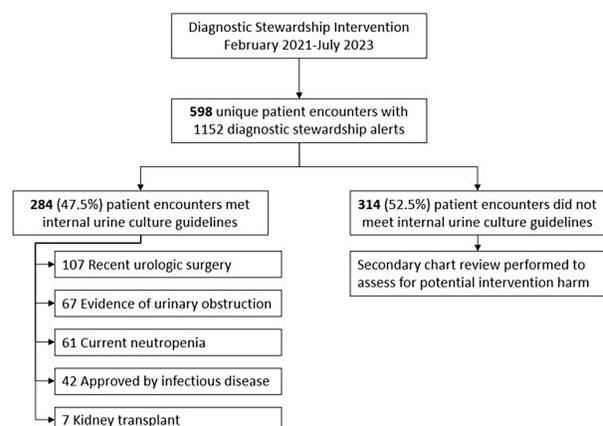 Diagnostic Stewardship Intervention
February 2021-July 2023
598 unique patient encounters with
1152 diagnostic stewardship alerts
284 (47.5%) patient encounters met
internal urine culture guidelines
314 (52.5%) patient encounters did not
meet internal urine culture guidelines
107 Recent urologic surgery
Secondary chart review performed to
assess for potential intervention harm
67 Evidence of urinary obstruction
61 Current neutropenia
42 Approved by infectious disease
7 Kidney transplant